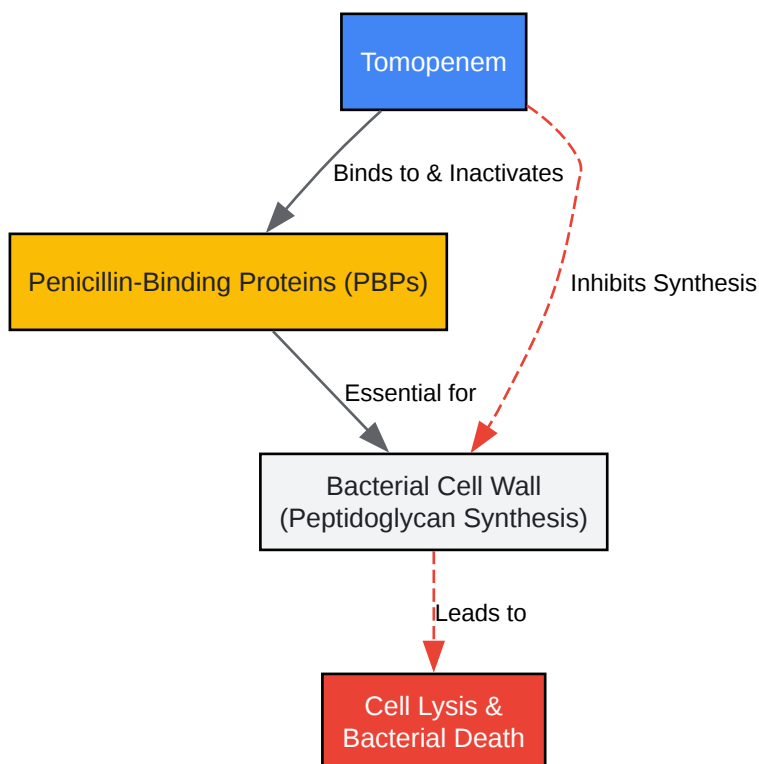 Tomopenem
Binds to & Inactivates
Penicillin-Binding Proteins (PBPs)
Inhibits Synthesis
Essential for
Bacterial Cell Wall
(Peptidoglycan Synthesis)
Leads to
Cell Lysis &
Bacterial Death